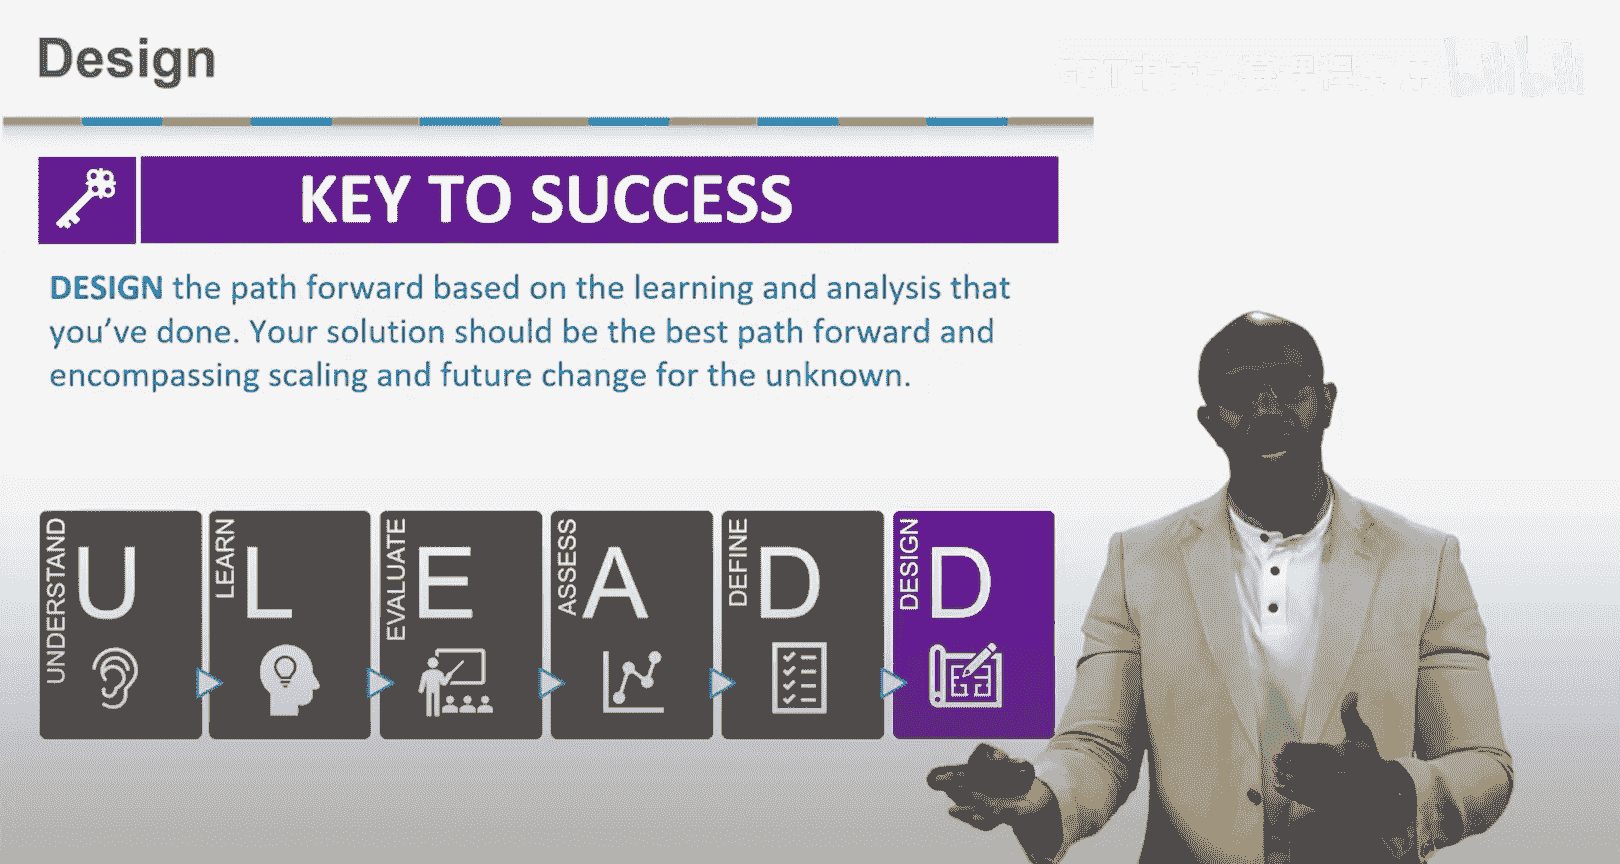 Design
KEY TO SUCCESS
DESIGN the path forward based on the learning and analysis that
you’ve done. Your solution should be the best path forward and
encompassing scaling and future change for the unknown.
UNDERSTAND
U
LEARN
L
EVALUATE
E
ASSESS
A
DEFINE
D
DESIGN
D
bilibili